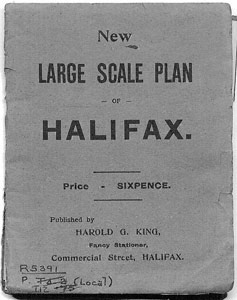 New
LARGE SCALE PLAN
- OF -
HALIFAX.
Price - SIXPENCE.
Published by
HAROLD G. KING,
Fancy Stationer,
Commercial Street, HALIFAX.
R5391
P. (Local)
T12